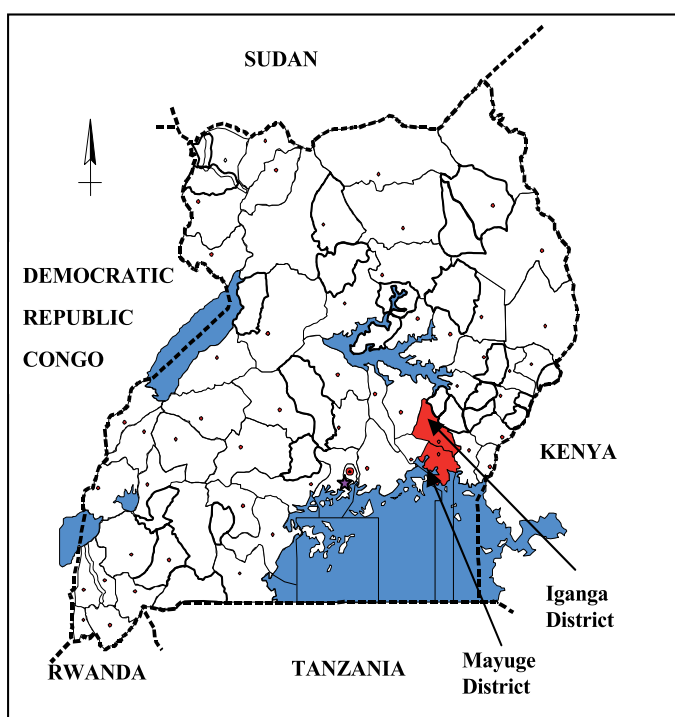 SUDAN
DEMOCRATIC
REPUBLIC
CONGO
KENYA
Iganga
District
Mayuge
District
RWANDA
TANZANIA